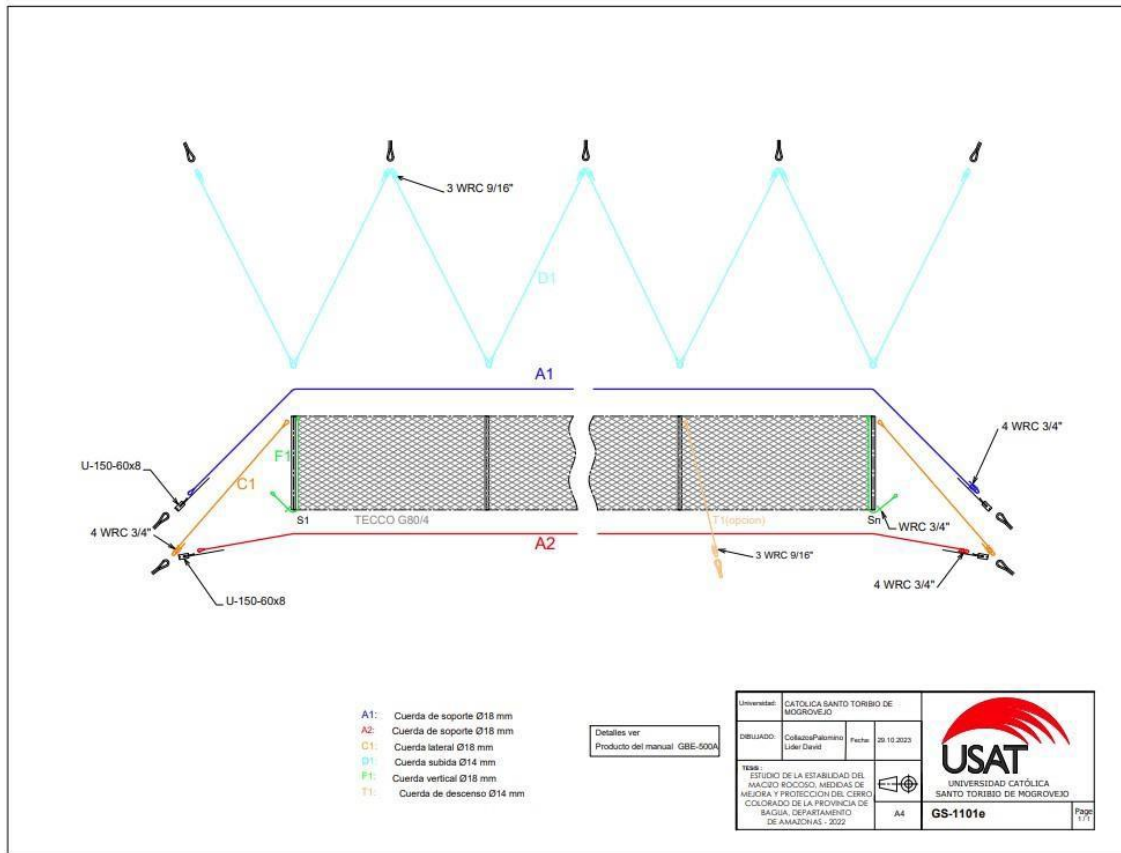 3 WRC 9/16"
D1
A1
4 WRC 3/4"
U-150-60x8
F1
C1
S1
TECCO G80/4
T1(opcion)
Sn
WRC 3/4"
4 WRC 3/4"
A2
3 WRC 9/16"
4 WRC 3/4"
U-150-60x8
A1: Cuerda de soporte Ø18 mm
A2: Cuerda de soporte Ø18 mm
C1: Cuerda lateral Ø18 mm
D1: Cuerda subida Ø14 mm
F1: Cuerda vertical Ø18 mm
T1: Cuerda de descenso Ø14 mm
Detalles ver
Producto del manual GBE-500A
Universidad: CATOLICA SANTO TORIBIO DE
MOGROVEJO
DIBUJADO: CollazosPalomino
Lider David
Fecha: 29.10.2023
TESIS :
ESTUDIO DE LA ESTABILIDAD DEL
MACIZO ROCOSO, MEDIDAS DE
MEJORA Y PROTECCION DEL CERRO
COLORADO DE LA PROVINCIA DE
BAGUA, DEPARTAMENTO
DE AMAZONAS - 2022
A4
USAT
UNIVERSIDAD CATÓLICA
SANTO TORIBIO DE MOGROVEJO
GS-1101e
Page
1 / 1